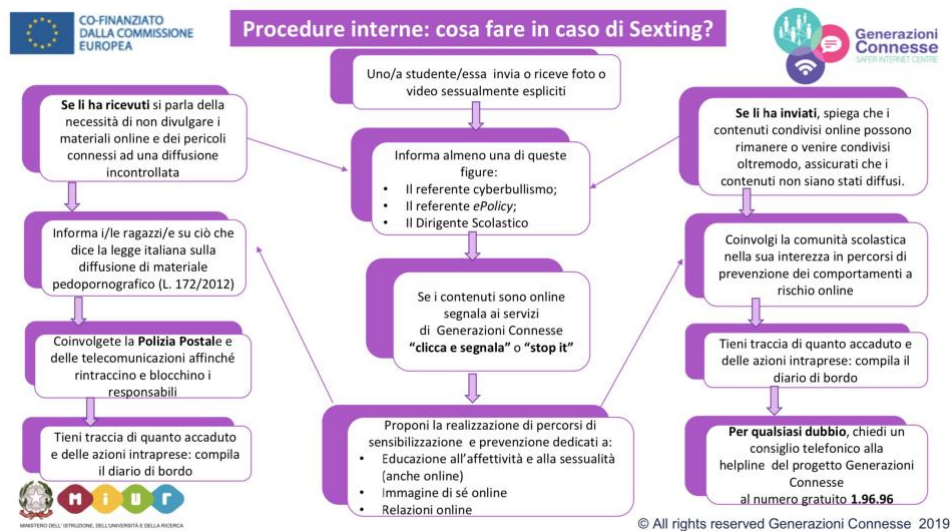 CO-FINANZIATO
DALLA COMMISSIONE
EUROPEA
Procedure interne: cosa fare in caso di Sexting?
Generazioni
Connesse
SAFER INTERNET CENTRE
Uno/a studente/essa invia o riceve foto o
video sessualmente espliciti
Se li ha ricevuti si parla della
necessità di non divulgare i
materiali online e dei pericoli
connessi ad una diffusione
incontrollata
Informa i/le ragazzi/e su ciò che
dice la legge italiana sulla
diffusione di materiale
pedopornografico (L. 172/2012)
Coinvolgete la Polizia Postale e
delle telecomunicazioni affinché
rintraccino e blocchino i
responsabili
Tieni traccia di quanto accaduto
e delle azioni intraprese: compila
il diario di bordo
Informa almeno una di queste
figure:
• Il referente cyberbullismo;
• Il referente ePolicy;
• Il Dirigente Scolastico
Se i contenuti sono online
segnala ai servizi
di Generazioni Connesse
“clicca e segnala” o “stop it”
Proponi la realizzazione di percorsi di
sensibilizzazione e prevenzione dedicati a:
• Educazione all’affettività e alla sessualità
(anche online)
• Immagine di sé online
• Relazioni online
Se li ha inviati, spiega che i
contenuti condivisi online possono
rimanere o venire condivisi
oltremodo, assicurati che i
contenuti non siano stati diffusi.
Coinvolgi la comunità scolastica
nella sua interezza in percorsi di
prevenzione dei comportamenti a
rischio online
Tieni traccia di quanto accaduto e
delle azioni intraprese: compila il
diario di bordo
Per qualsiasi dubbio, chiedi un
consiglio telefonico alla
helpline del progetto Generazioni
Connesse
al numero gratuito 1.96.96
miur
MINISTERO DELL’ISTRUZIONE, DELL’UNIVERSITÀ E DELLA RICERCA
© All rights reserved Generazioni Connesse 2019